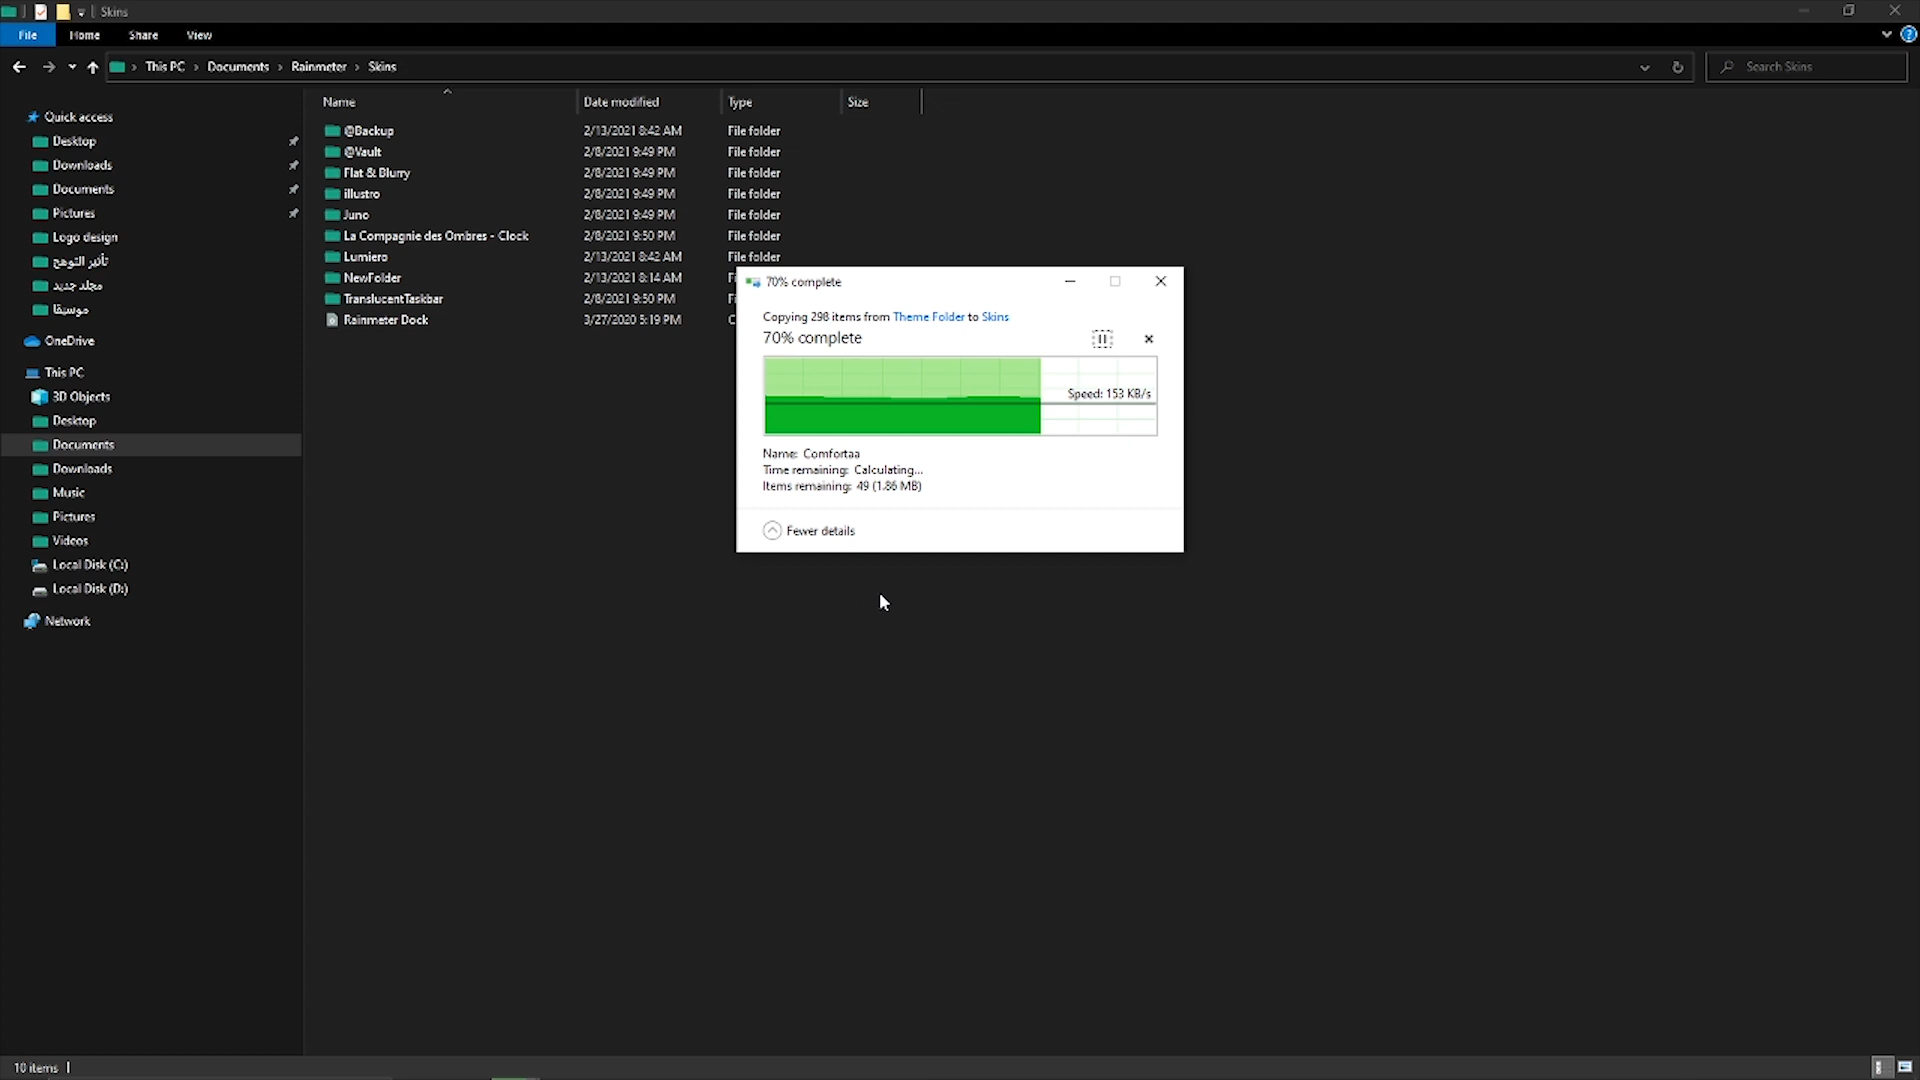 Skins
File Home Share View
This PC › Documents › Rainmeter › Skins
Search Skins
Name Date modified Type Size
Quick access
Desktop
Downloads
Documents
Pictures
Logo design
تأثير التوهج
مجلد جديد
موسيقا
OneDrive
This PC
3D Objects
Desktop
Documents
Downloads
Music
Pictures
Videos
Local Disk (C:)
Local Disk (D:)
Network
@Backup 2/13/2021 8:42 AM File folder
@Vault 2/8/2021 9:49 PM File folder
Flat & Blurry 2/8/2021 9:49 PM File folder
illustro 2/8/2021 9:49 PM File folder
Juno 2/8/2021 9:49 PM File folder
La Compagnie des Ombres - Clock 2/8/2021 9:50 PM File folder
Lumiero 2/13/2021 8:42 AM File folder
NewFolder 2/13/2021 8:14 AM
TranslucentTaskbar 2/8/2021 9:50 PM
Rainmeter Dock 3/27/2020 5:19 PM
70% complete
Copying 298 items from Theme Folder to Skins
70% complete
Speed: 153 KB/s
Name: Comfortaa
Time remaining: Calculating...
Items remaining: 49 (1.86 MB)
Fewer details
10 items